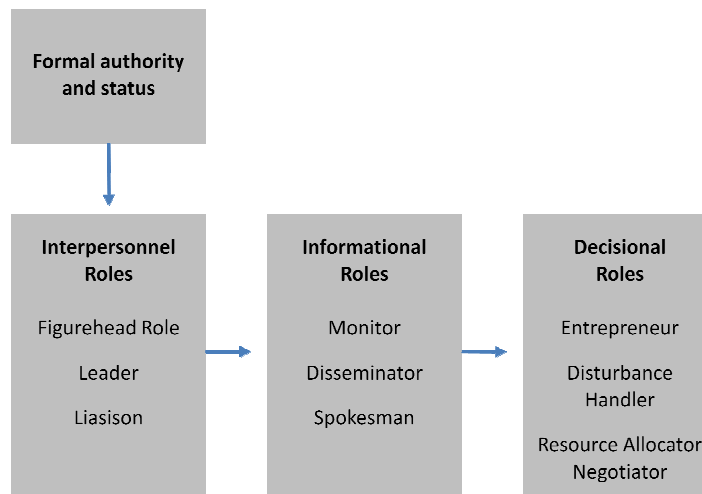 Formal authority
and status
Interpersonnel
Roles
Figurehead Role
Leader
Liasison
Informational
Roles
Monitor
Disseminator
Spokesman
Decisional
Roles
Entrepreneur
Disturbance
Handler
Resource Allocator
Negotiator